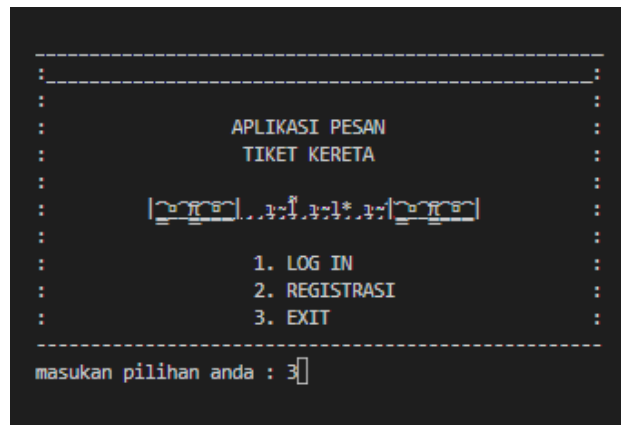 APLIKASI PESAN
TIKET KERETA
1. LOG IN
2. REGISTRASI
3. EXIT
masukan pilihan anda : 3